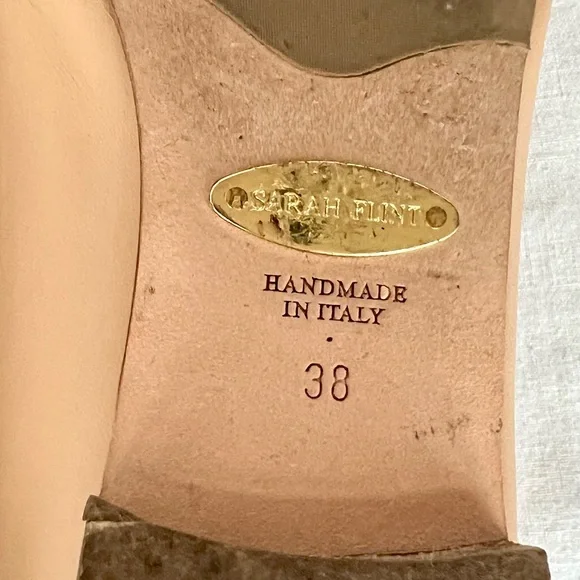 SARAH FLINT
HANDMADE
IN ITALY
38